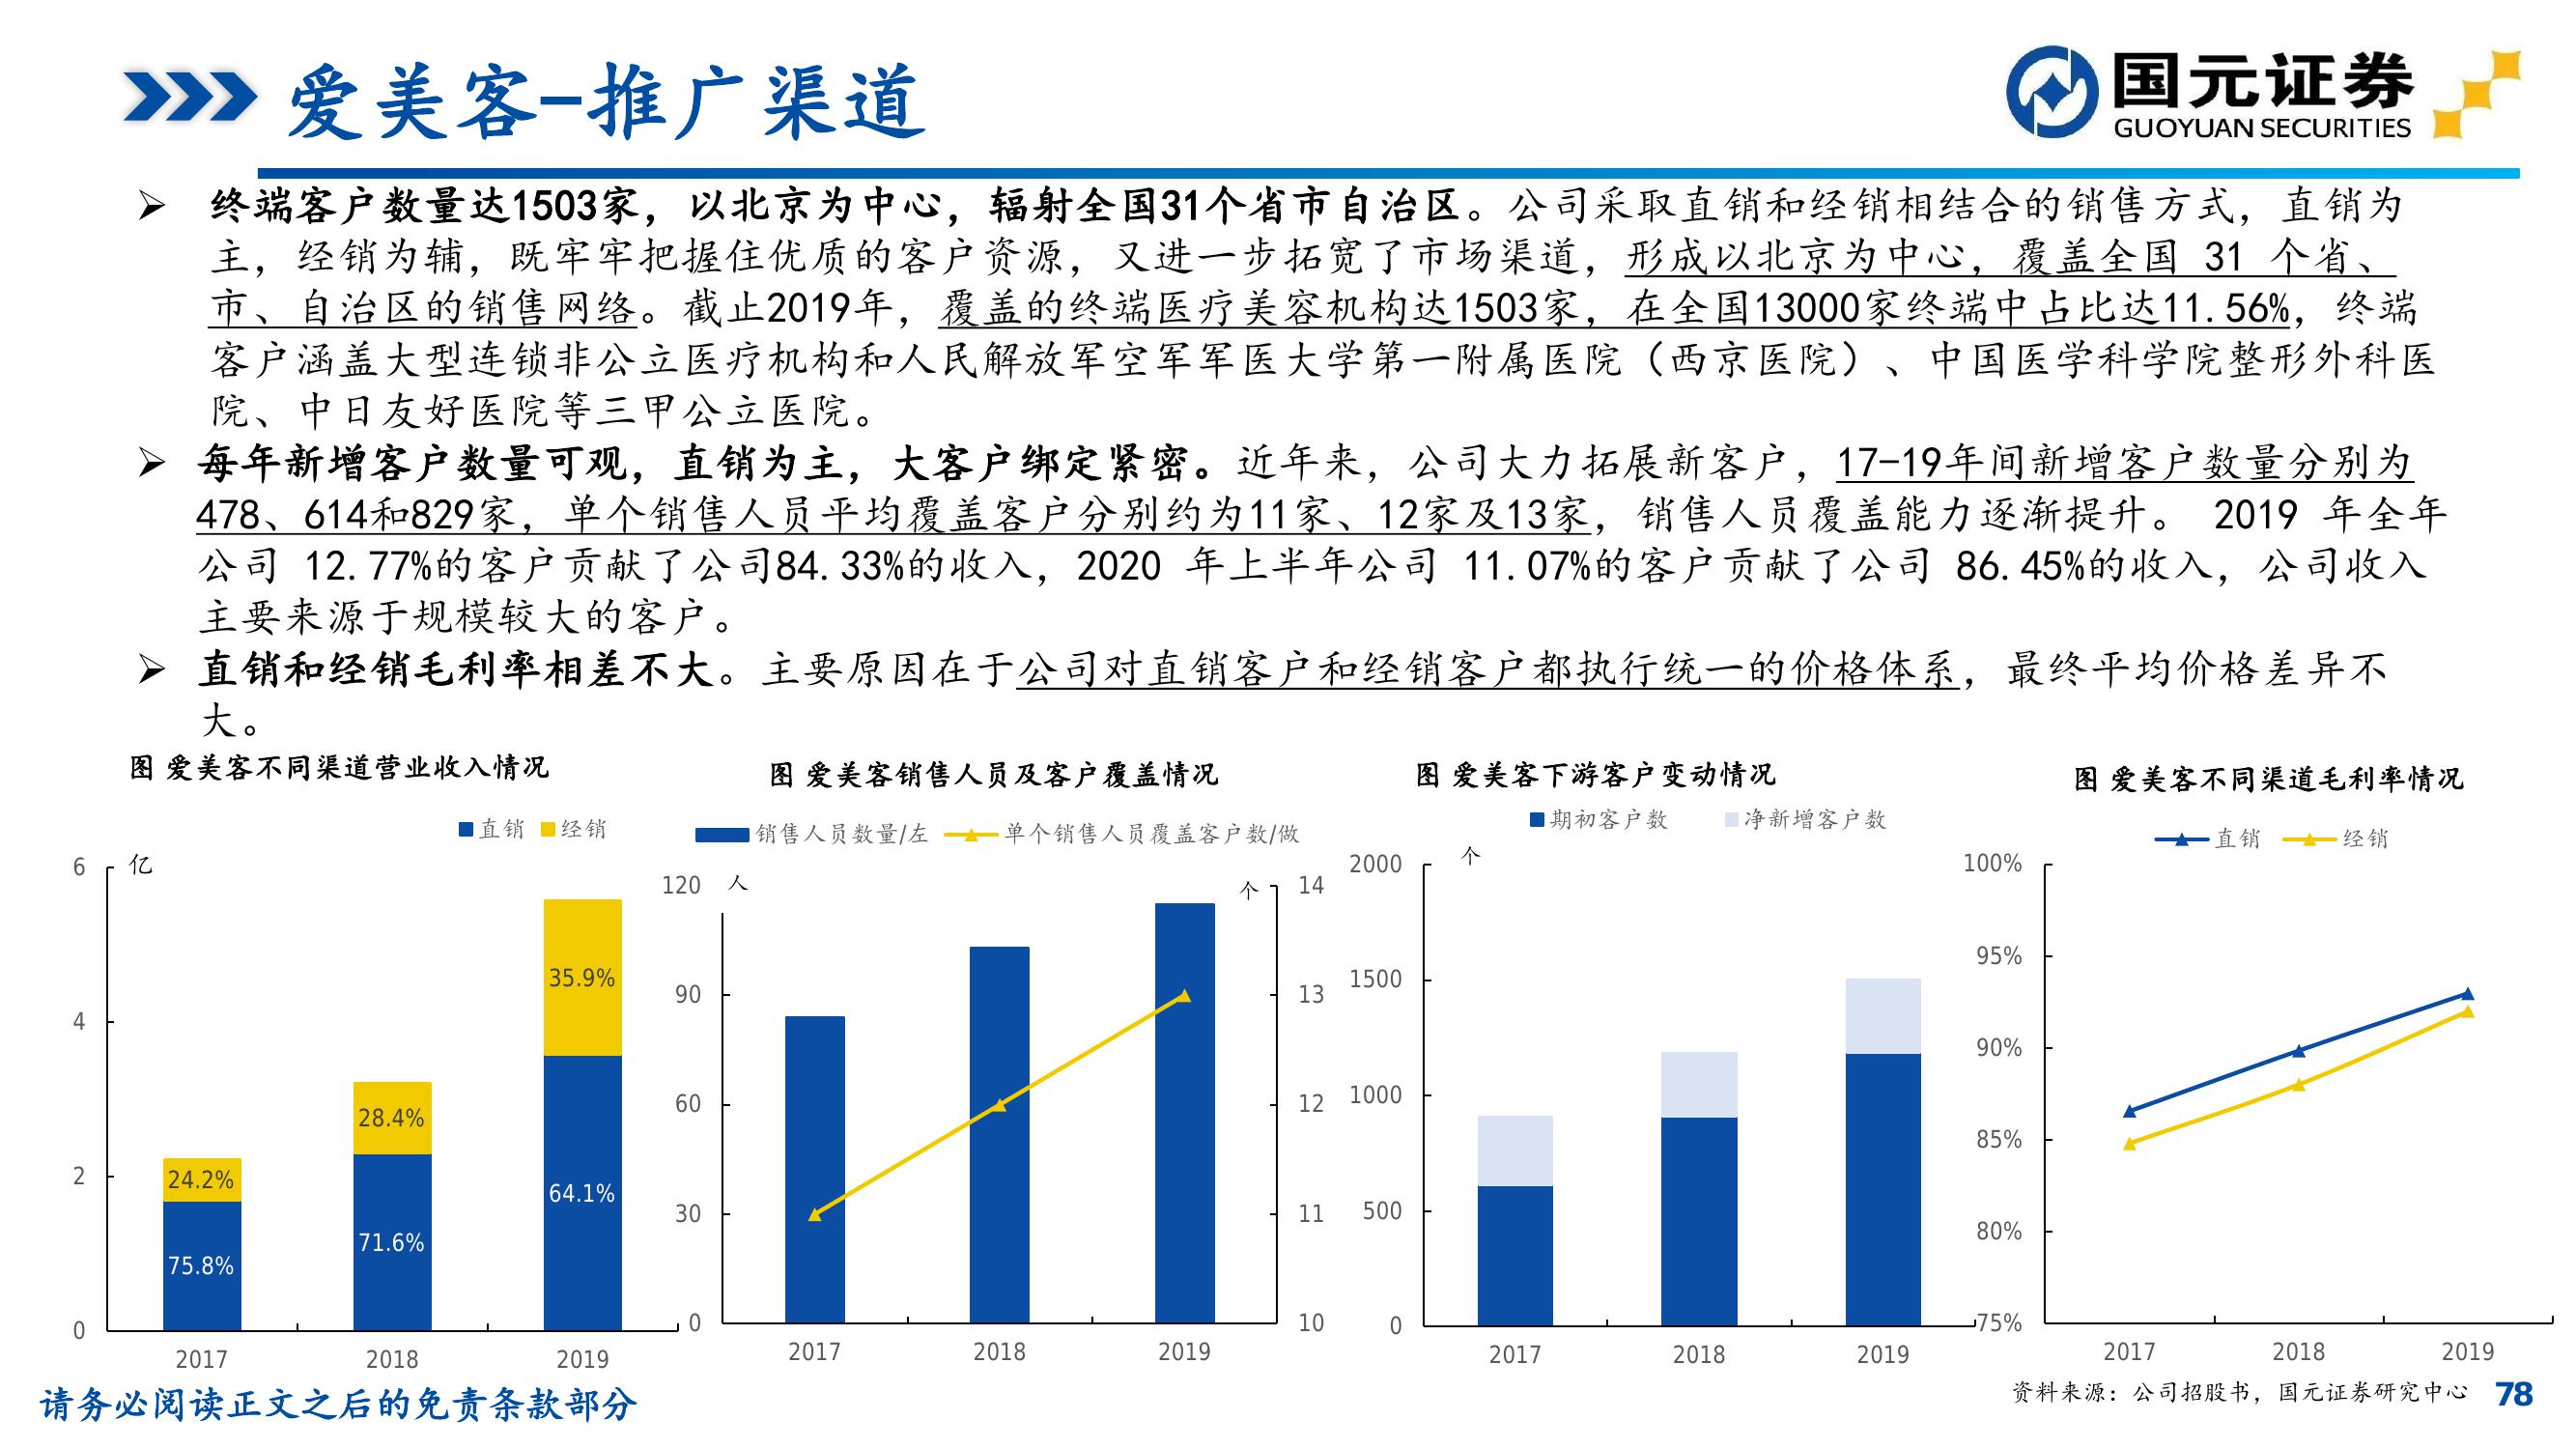 爱美客-推广渠道
国元证券
GUOYUAN SECURITIES
➢ 终端客户数量达1503家，以北京为中心，辐射全国31个省市自治区。公司采取直销和经销相结合的销售方式，直销为
主，经销为辅，既牢牢把握住优质的客户资源，又进一步拓宽了市场渠道，形成以北京为中心，覆盖全国 31 个省、
市、自治区的销售网络。截止2019年，覆盖的终端医疗美容机构达1503家，在全国13000家终端中占比达11.56%，终端
客户涵盖大型连锁非公立医疗机构和人民解放军空军军医大学第一附属医院（西京医院）、中国医学科学院整形外科医
院、中日友好医院等三甲公立医院。
➢ 每年新增客户数量可观，直销为主，大客户绑定紧密。近年来，公司大力拓展新客户，17-19年间新增客户数量分别为
478、614和829家，单个销售人员平均覆盖客户分别约为11家、12家及13家，销售人员覆盖能力逐渐提升。 2019 年全年
公司 12.77%的客户贡献了公司84.33%的收入，2020 年上半年公司 11.07%的客户贡献了公司 86.45%的收入，公司收入
主要来源于规模较大的客户。
➢ 直销和经销毛利率相差不大。主要原因在于公司对直销客户和经销客户都执行统一的价格体系，最终平均价格差异不
大。
图 爱美客不同渠道营业收入情况
直销 经销
亿
6
4
2
0
24.2%
75.8%
28.4%
71.6%
35.9%
64.1%
2017 2018 2019
图 爱美客销售人员及客户覆盖情况
销售人员数量/左 单个销售人员覆盖客户数/做
人
个
120
90
60
30
0
14
13
12
11
10
2017 2018 2019
图 爱美客下游客户变动情况
期初客户数 净新增客户数
个
2000
1500
1000
500
0
2017 2018 2019
图 爱美客不同渠道毛利率情况
直销 经销
100%
95%
90%
85%
80%
75%
2017 2018 2019
请务必阅读正文之后的免责条款部分
资料来源：公司招股书，国元证券研究中心
78